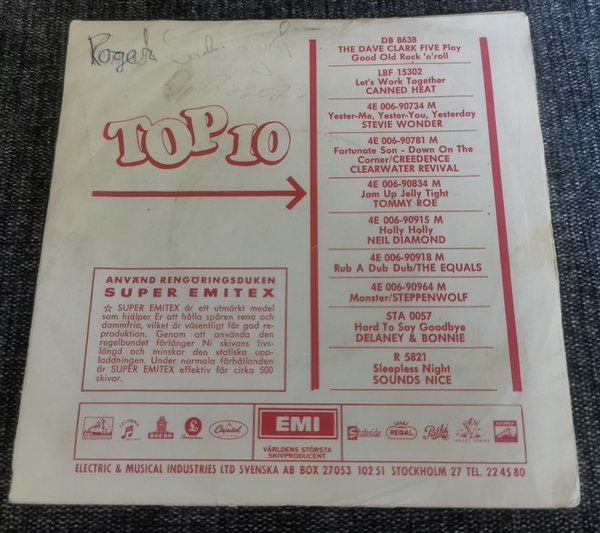 Roger
TOP 10
DB 8638
THE DAVE CLARK FIVE Play
Good Old Rock 'n'roll
LBF 15302
Let's Work Together
CANNED HEAT
4E 006-90734 M
Yester-Me, Yester-You, Yesterday
STEVIE WONDER
4E 006-90781 M
Fortunate Son - Down On The
Corner/CREEDENCE
CLEARWATER REVIVAL
4E 006-90834 M
Jam Up Jelly Tight
TOMMY ROE
4E 006-90915 M
Holly Holly
NEIL DIAMOND
4E 006-90918 M
Rub A Dub Dub/THE EQUALS
4E 006-90964 M
Monster/STEPPENWOLF
STA 0057
Hard To Say Goodbye
DELANEY & BONNIE
R 5821
Sleepless Night
SOUNDS NICE
ANVÄND RENGÖRINGSDUKEN
SUPER EMITEX
☆ SUPER EMITEX är ett utmärkt medel
som hjälper Er att hålla spåren rena och
dammfria, vilket är väsentligt för god re-
produktion. Genom att använda den
regelbundet förlänger Ni skivans livs-
längd och minskar den statiska upp-
laddningen. Under normala förhållanden
är SUPER EMITEX effektiv för cirka 500
skivor.
COLUMBIA
ODEON
Capitol
EMI
VÄRLDENS STÖRSTA
SKIVPRODUCENT
Stateside
REGAL
Pathé
ELECTRIC & MUSICAL INDUSTRIES LTD SVENSKA AB BOX 27053 102 51 STOCKHOLM 27 TEL. 22 45 80